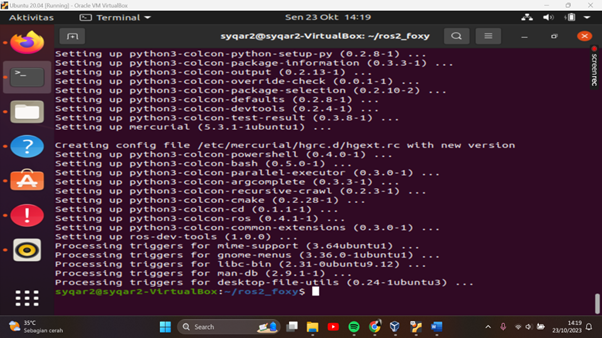 Ubuntu 20.04 [Running] - Oracle VM VirtualBox
Aktivitas
Terminal
Sen 23 Okt 14:19
syqar2@syqar2-VirtualBox: ~/ros2_foxy
Setting up python3-colcon-python-setup-py (0.2.8-1) ...
Setting up python3-colcon-package-information (0.3.3-1) ...
Setting up python3-colcon-output (0.2.13-1) ...
Setting up python3-colcon-override-check (0.0.1-1) ...
Setting up python3-colcon-package-selection (0.2.10-2) ...
Setting up python3-colcon-defaults (0.2.8-1) ...
Setting up python3-colcon-devtools (0.2.4-1) ...
Setting up python3-colcon-test-result (0.3.8-1) ...
Setting up mercurial (5.3.1-1ubuntu1) ...

Creating config file /etc/mercurial/hgrc.d/hgext.rc with new version
Setting up python3-colcon-powershell (0.4.0-1) ...
Setting up python3-colcon-bash (0.5.0-1) ...
Setting up python3-colcon-parallel-executor (0.3.0-1) ...
Setting up python3-colcon-argcomplete (0.3.3-1) ...
Setting up python3-colcon-recursive-crawl (0.2.3-1) ...
Setting up python3-colcon-cmake (0.2.28-1) ...
Setting up python3-colcon-cd (0.1.1-1) ...
Setting up python3-colcon-ros (0.4.1-1) ...
Setting up python3-colcon-common-extensions (0.3.0-1) ...
Setting up ros-dev-tools (1.0.0) ...
Processing triggers for mime-support (3.64ubuntu1) ...
Processing triggers for gnome-menus (3.36.0-1ubuntu1) ...
Processing triggers for libc-bin (2.31-0ubuntu9.12) ...
Processing triggers for man-db (2.9.1-1) ...
Processing triggers for desktop-file-utils (0.24-1ubuntu3) ...
syqar2@syqar2-VirtualBox:~/ros2_foxy$
screenrec
35°C
Sebagian cerah
Search
14:19
23/10/2023